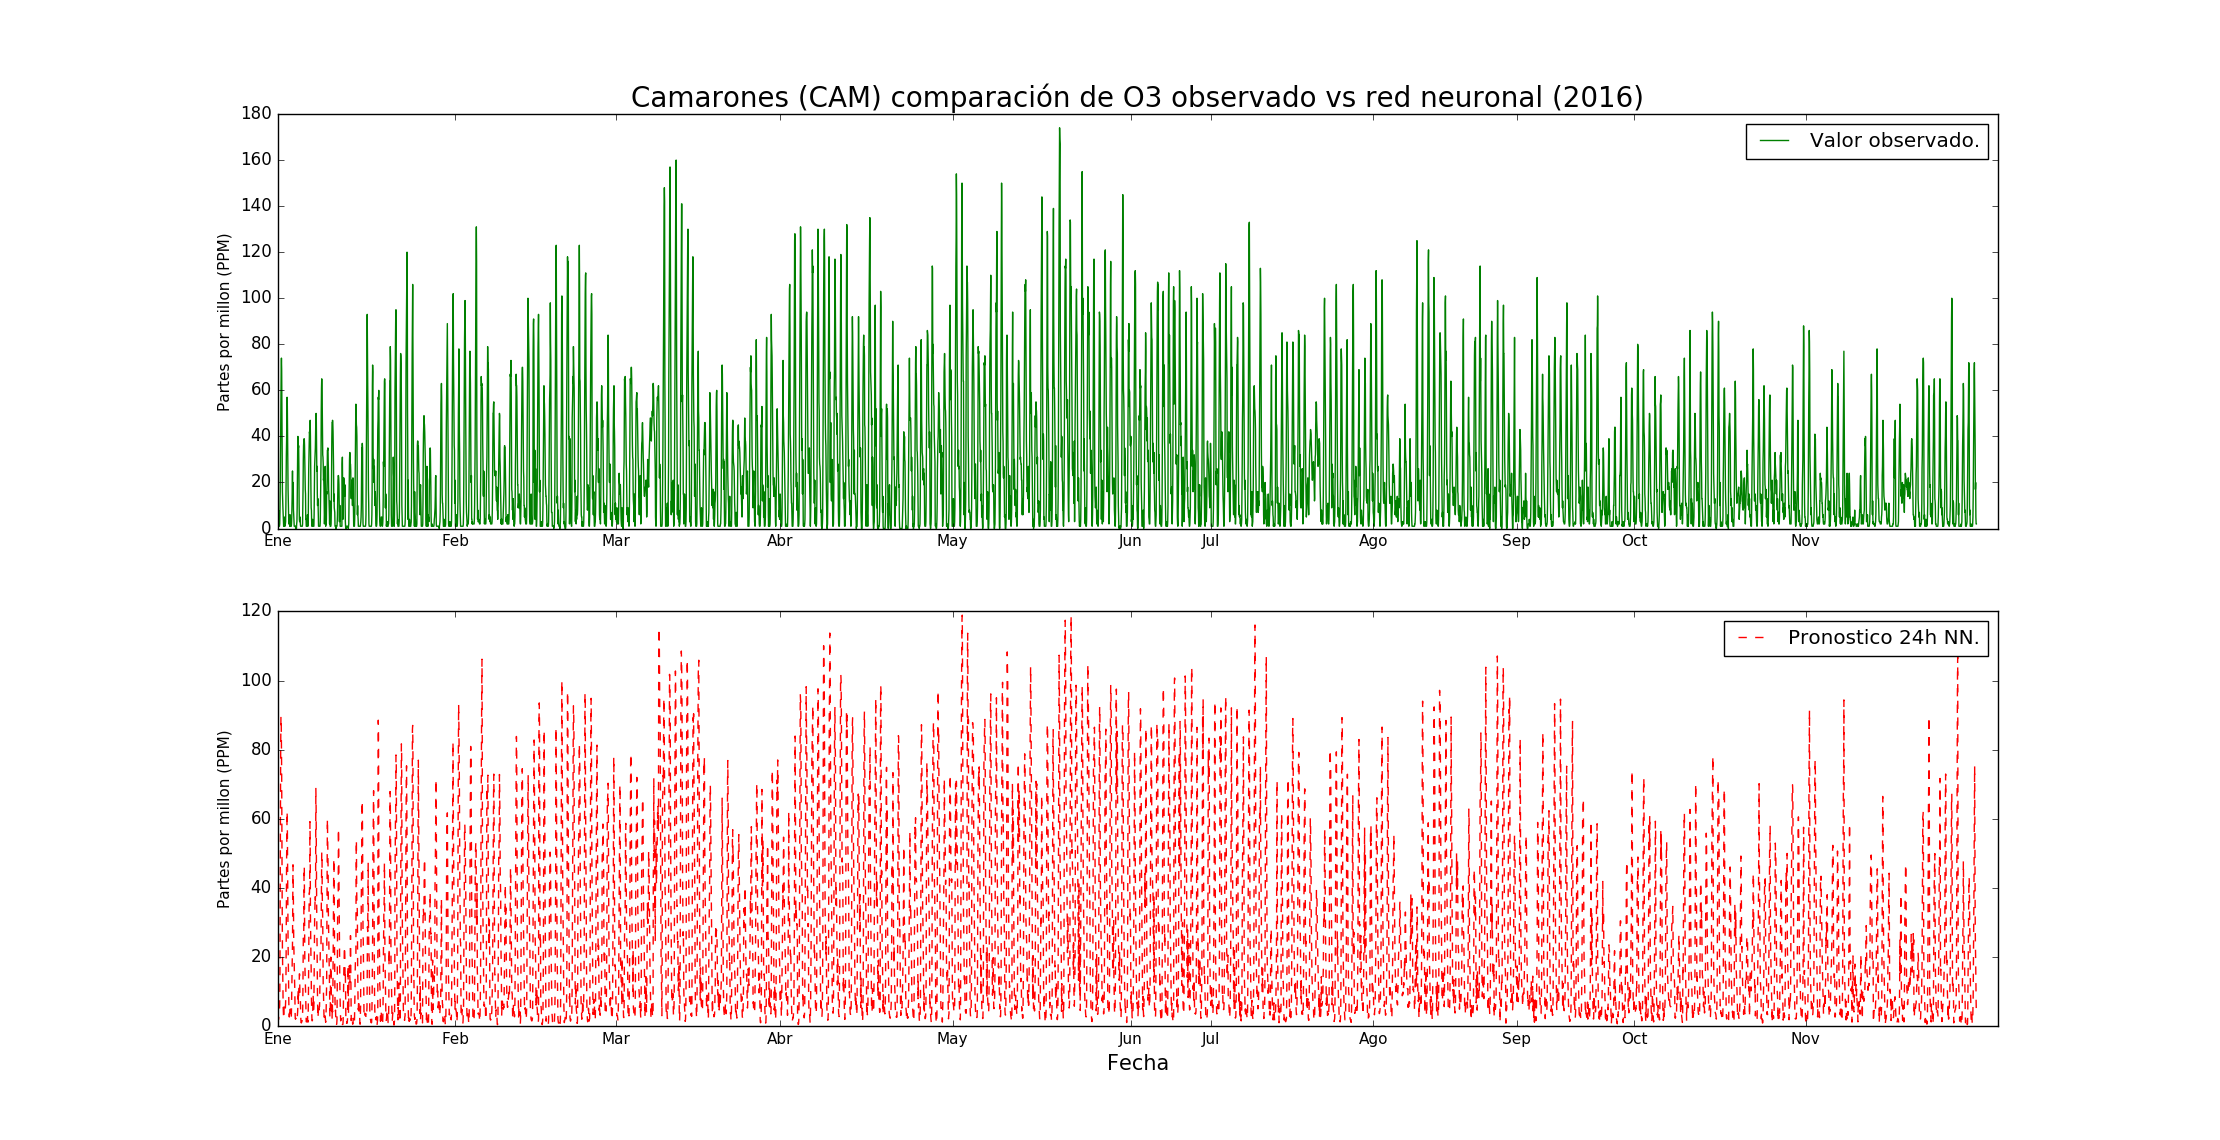 Camarones (CAM) comparación de O3 observado vs red neuronal (2016)
180
160
140
120
100
80
60
40
20
0
Partes por millon (PPM)
Valor observado.
Ene Feb Mar Abr May Jun Jul Ago Sep Oct Nov
120
100
80
60
40
20
0
Partes por millon (PPM)
Pronostico 24h NN.
Ene Feb Mar Abr May Jun Jul Ago Sep Oct Nov
Fecha